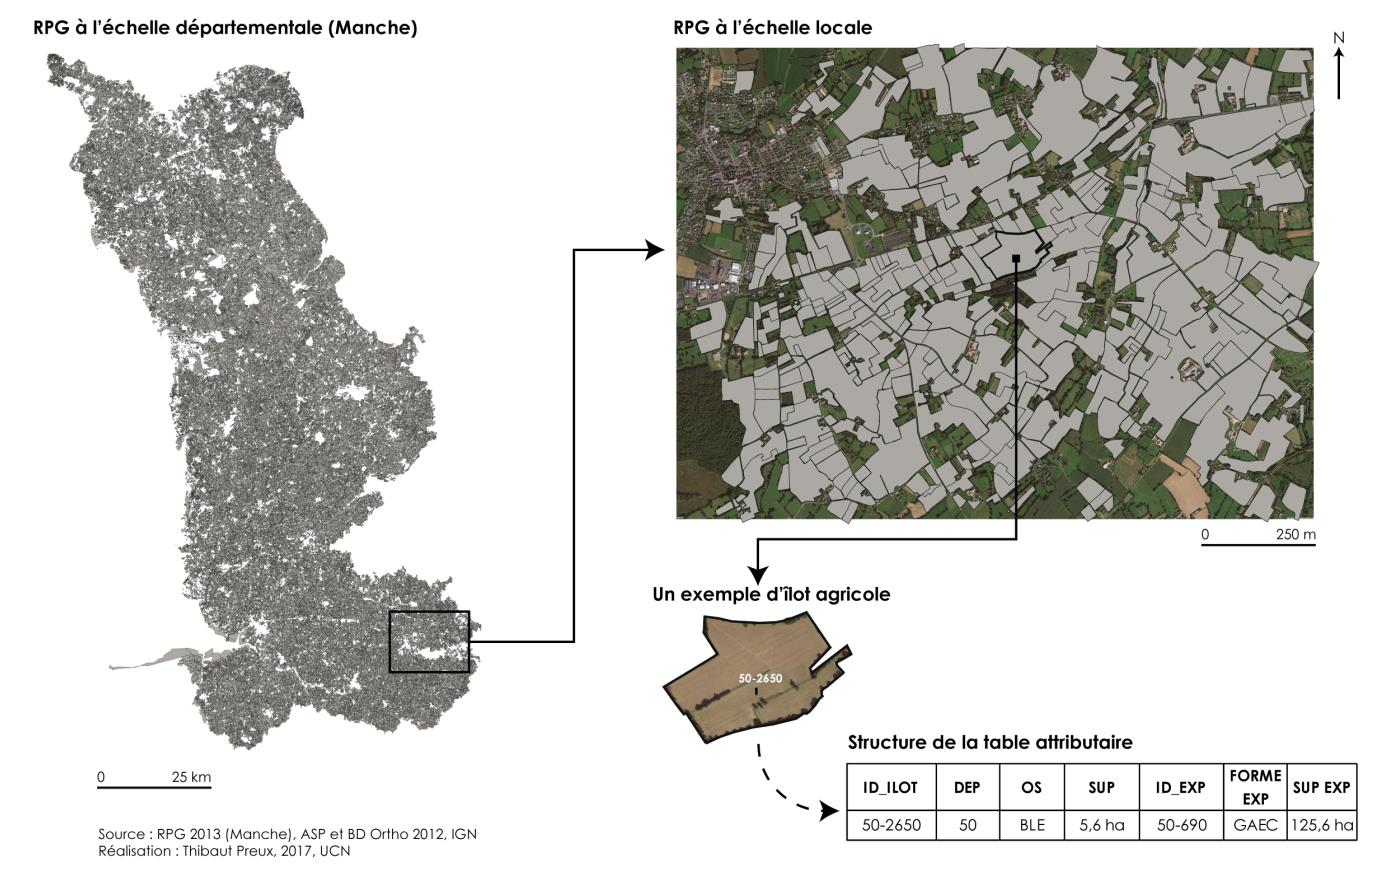 RPG à l'échelle départementale (Manche)
RPG à l'échelle locale
N
0 250 m
Un exemple d'îlot agricole
50-2650
Structure de la table attributaire
ID_ILOT DEP OS SUP ID_EXP FORME EXP SUP EXP
50-2650 50 BLE 5,6 ha 50-690 GAEC 125,6 ha
0 25 km
Source : RPG 2013 (Manche), ASP et BD Ortho 2012, IGN
Réalisation : Thibaut Preux, 2017, UCN